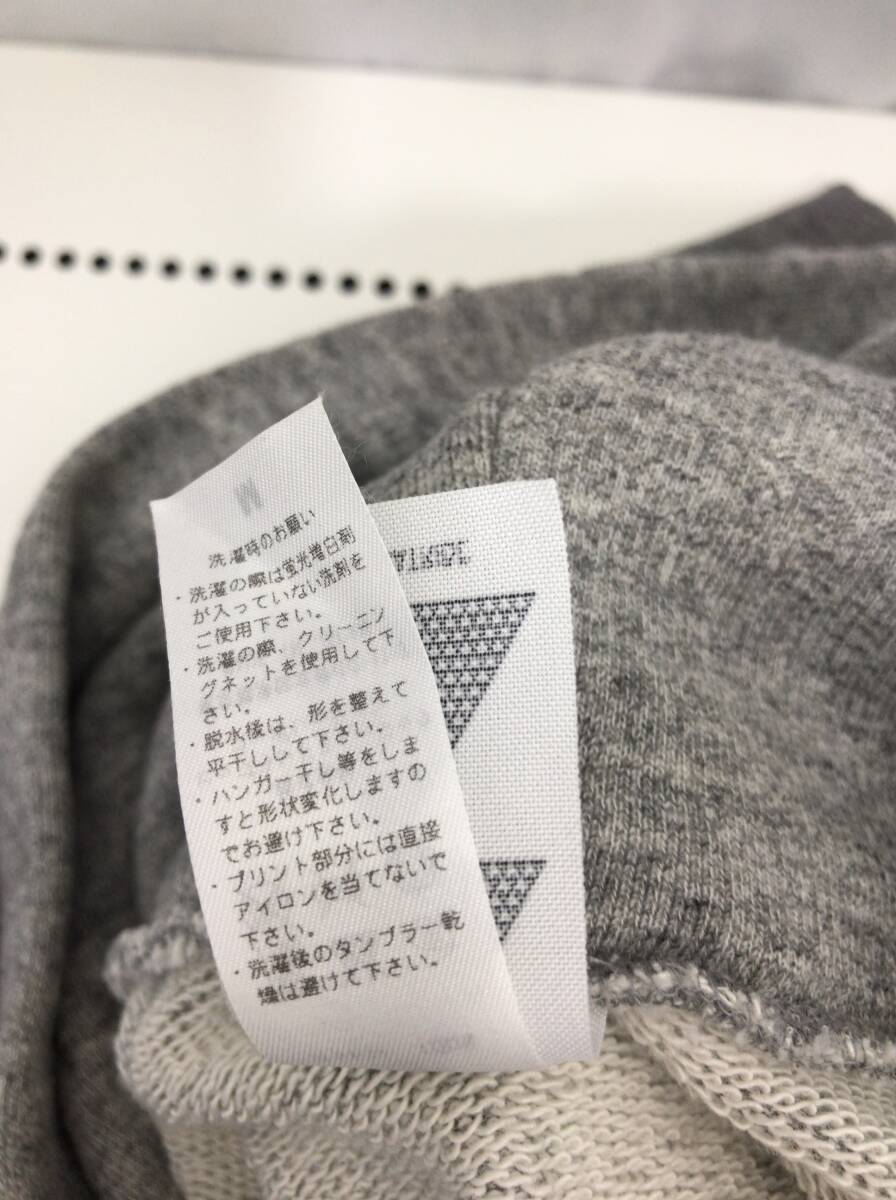 M
洗濯時のお願い
・洗濯の際は蛍光増白剤
が入っていない洗剤を
ご使用下さい。
・洗濯の際、クリーニン
グネットを使用して下
さい。
・脱水後は、形を整えて
平干しして下さい。
・ハンガー干し等をしま
すと形状変化しますの
でお避け下さい。
・プリント部分には直接
アイロンを当てないで
下さい。
・洗濯後のタンブラー乾
燥は避けて下さい。